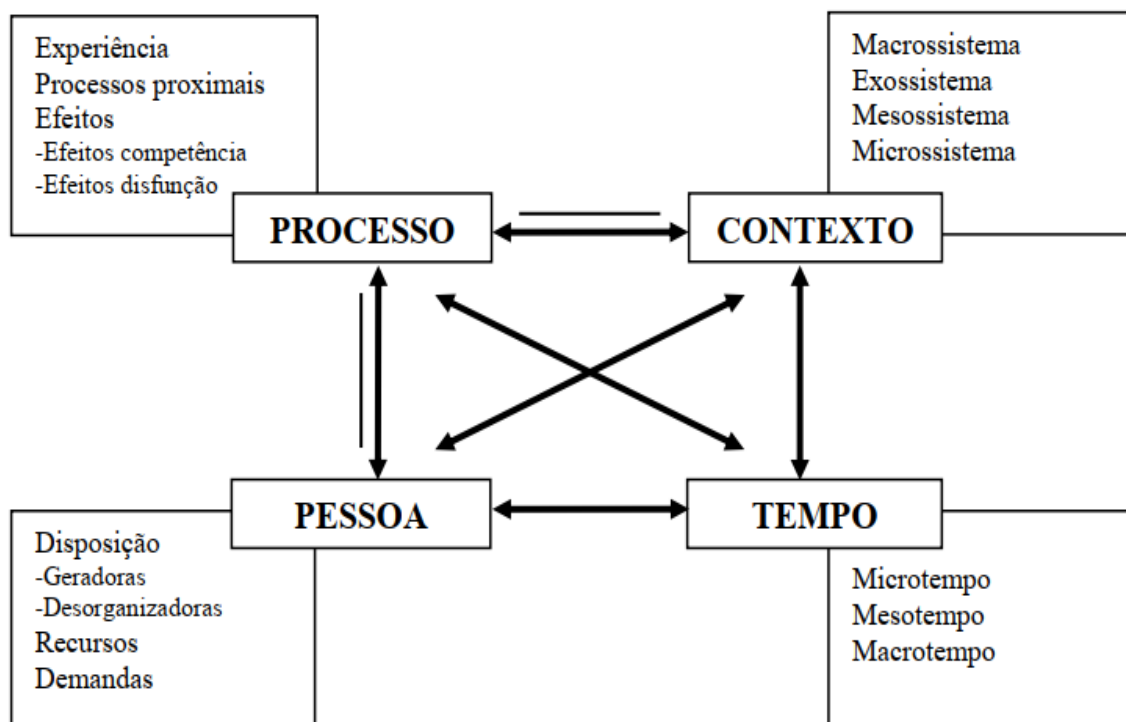 Experiência
Processos proximais
Efeitos
-Efeitos competência
-Efeitos disfunção
PROCESSO
Macrossistema
Exossistema
Mesossistema
Microssistema
CONTEXTO
PESSOA
Disposição
-Geradoras
-Desorganizadoras
Recursos
Demandas
TEMPO
Microtempo
Mesotempo
Macrotempo